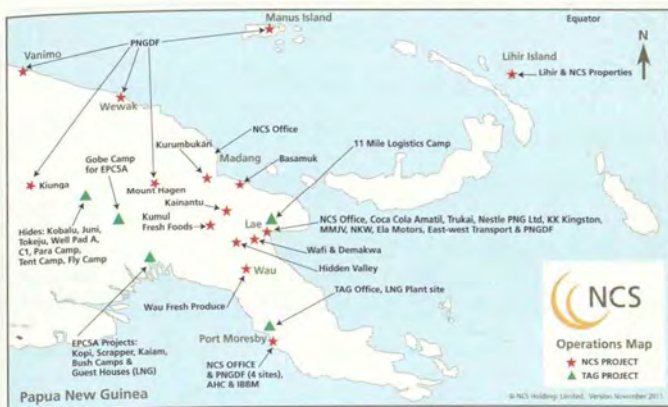 Manus Island
Equator
PNGDF
Vanimo
Lihir Island
N
Lihir & NCS Properties
Wewak
NCS Office
11 Mile Logistics Camp
Kurumbukari
Gobe Camp
for EPC5A
Madang
Basamuk
Kiunga
Mount Hagen
Kainantu
Hides: Kobalu, Juni,
Tokeju, Well Pad A,
C1, Para Camp,
Tent Camp, Fly Camp
Kumul
Fresh Foods
Lae
NCS Office, Coca Cola Amatil, Trukai, Nestle PNG Ltd, KK Kingston,
MMJV, NKW, Ela Motors, East-west Transport & PNGDF
Wafi & Demakwa
Hidden Valley
Wau
Wau Fresh Produce
TAG Office, LNG Plant site
EPC5A Projects:
Kopi, Scrapper, Kaiam,
Bush Camps &
Guest Houses (LNG)
Port Moresby
NCS OFFICE
& PNGDF (4 sites),
AHC & IBBM
NCS
Operations Map
NCS PROJECT
TAG PROJECT
Papua New Guinea
© NCS Holdings Limited. Version November 2011